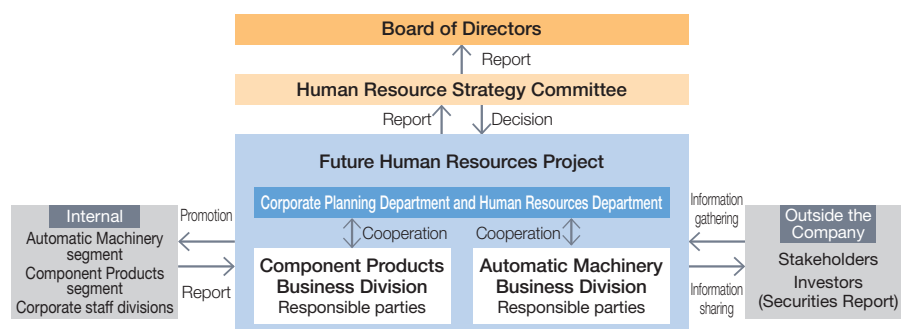 Board of Directors
Report
Human Resource Strategy Committee
Report
Decision
Future Human Resources Project
Corporate Planning Department and Human Resources Department
Cooperation
Cooperation
Component Products
Business Division
Responsible parties
Automatic Machinery
Business Division
Responsible parties
Internal
Automatic Machinery
segment
Component Products
segment
Corporate staff divisions
Promotion
Report
Information
gathering
Information
sharing
Outside the
Company
Stakeholders
Investors
(Securities Report)